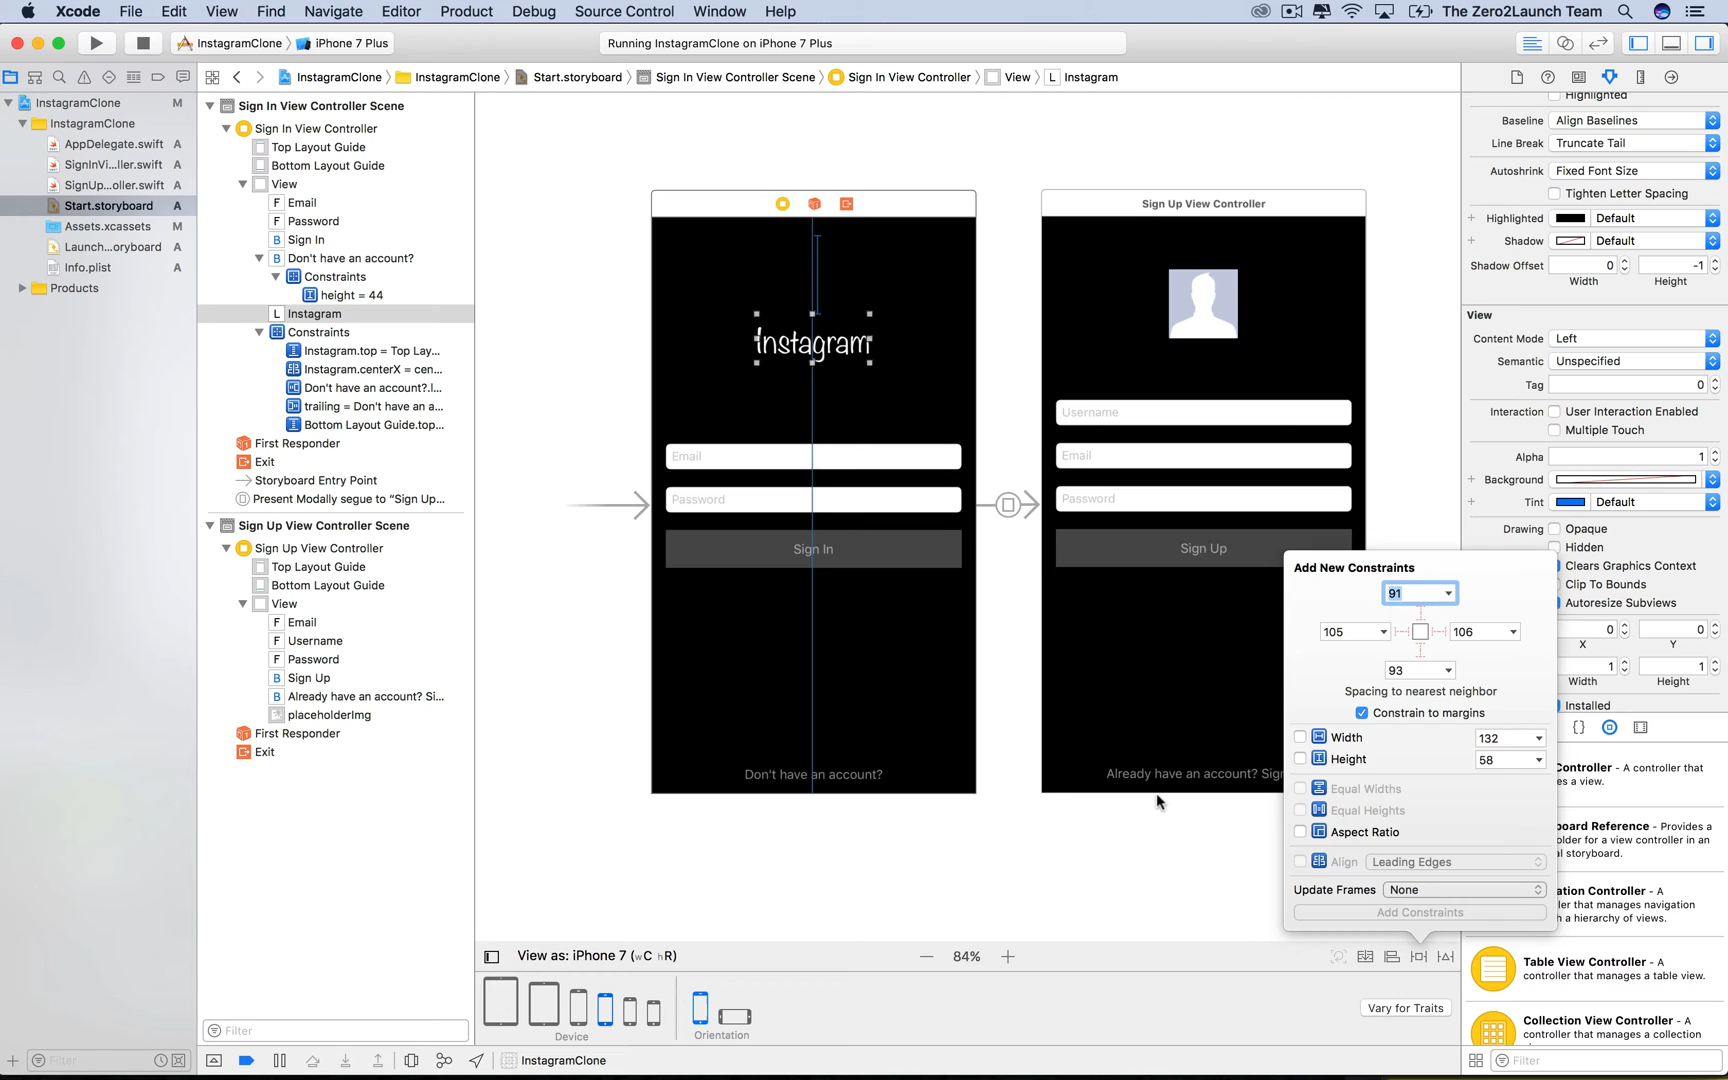 Xcode File Edit View Find Navigate Editor Product Debug Source Control Window Help The Zero2Launch Team
InstagramClone iPhone 7 Plus Running InstagramClone on iPhone 7 Plus
InstagramClone InstagramClone Start.storyboard Sign In View Controller Scene Sign In View Controller View L Instagram
InstagramClone M
InstagramClone
AppDelegate.swift A
SignInVi...ller.swift A
SignUp...oller.swift A
Start.storyboard A
Assets.xcassets M
Launch...oryboard A
Info.plist A
Products
Filter
Sign In View Controller Scene
Sign In View Controller
Top Layout Guide
Bottom Layout Guide
View
F Email
F Password
B Sign In
B Don't have an account?
Constraints
height = 44
L Instagram
Constraints
Instagram.top = Top Lay...
Instagram.centerX = cen...
Don't have an account?.l...
trailing = Don't have an a...
Bottom Layout Guide.top...
First Responder
Exit
Storyboard Entry Point
Present Modally segue to "Sign Up...
Sign Up View Controller Scene
Sign Up View Controller
Top Layout Guide
Bottom Layout Guide
View
F Email
F Username
F Password
B Sign Up
B Already have an account? Si...
placeholderImg
First Responder
Exit
Filter
Instagram
Email
Password
Sign In
Don't have an account?
Sign Up View Controller
Username
Email
Password
Sign Up
Already have an account? Sign
View as: iPhone 7 (wC hR)
84%
Device
Orientation
Vary for Traits
InstagramClone
Add New Constraints
91
105 106
93
Spacing to nearest neighbor
Constrain to margins
Width 132
Height 58
Equal Widths
Equal Heights
Aspect Ratio
Align Leading Edges
Update Frames None
Add Constraints
Highlighted
Baseline Align Baselines
Line Break Truncate Tail
Autoshrink Fixed Font Size
Tighten Letter Spacing
Highlighted Default
Shadow Default
Shadow Offset 0 -1
Width Height
View
Content Mode Left
Semantic Unspecified
Tag 0
Interaction User Interaction Enabled
Multiple Touch
Alpha 1
Background
Tint Default
Drawing Opaque
Hidden
Clears Graphics Context
Clip To Bounds
Autoresize Subviews
0 0
X Y
1 1
Width Height
Installed
Controller - A controller that
es a view.
board Reference - Provides a
holder for a view controller in an
al storyboard.
ation Controller - A
ler that manages navigation
h a hierarchy of views.
Table View Controller - A
controller that manages a table view.
Collection View Controller - A
controller that manages a collection
Filter